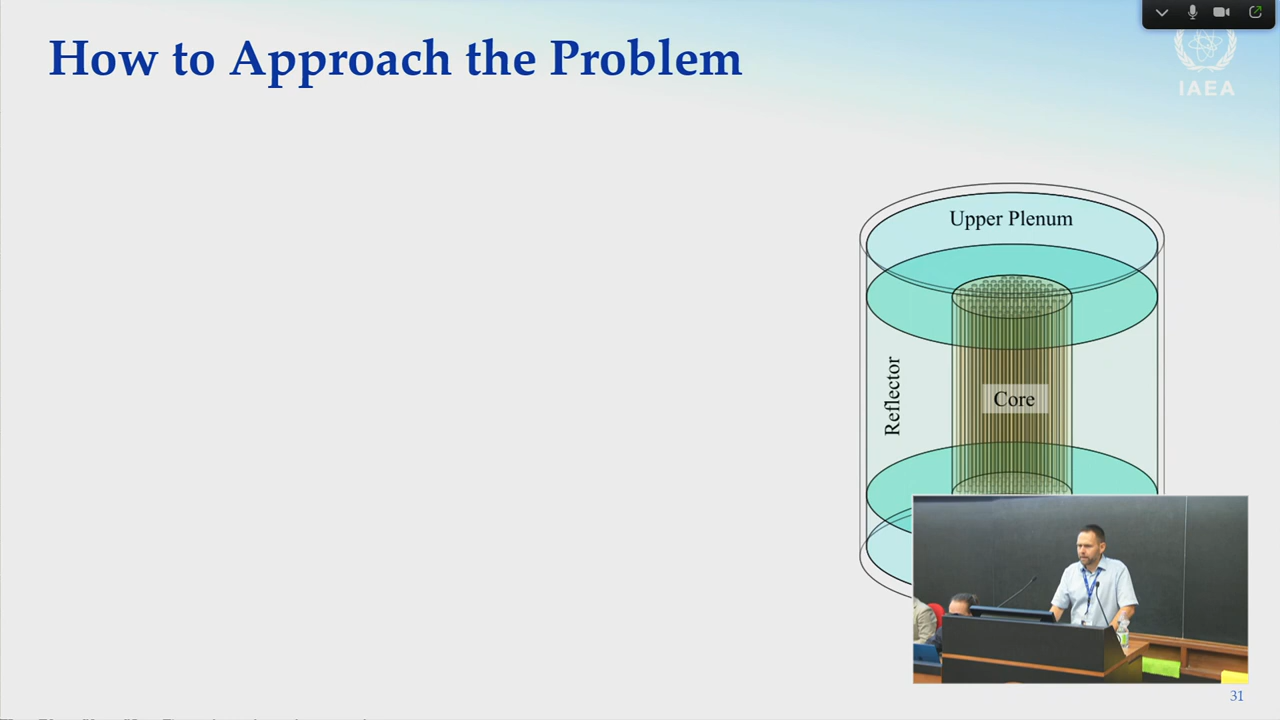 How to Approach the Problem
IAEA
Upper Plenum
Reflector
Core
31